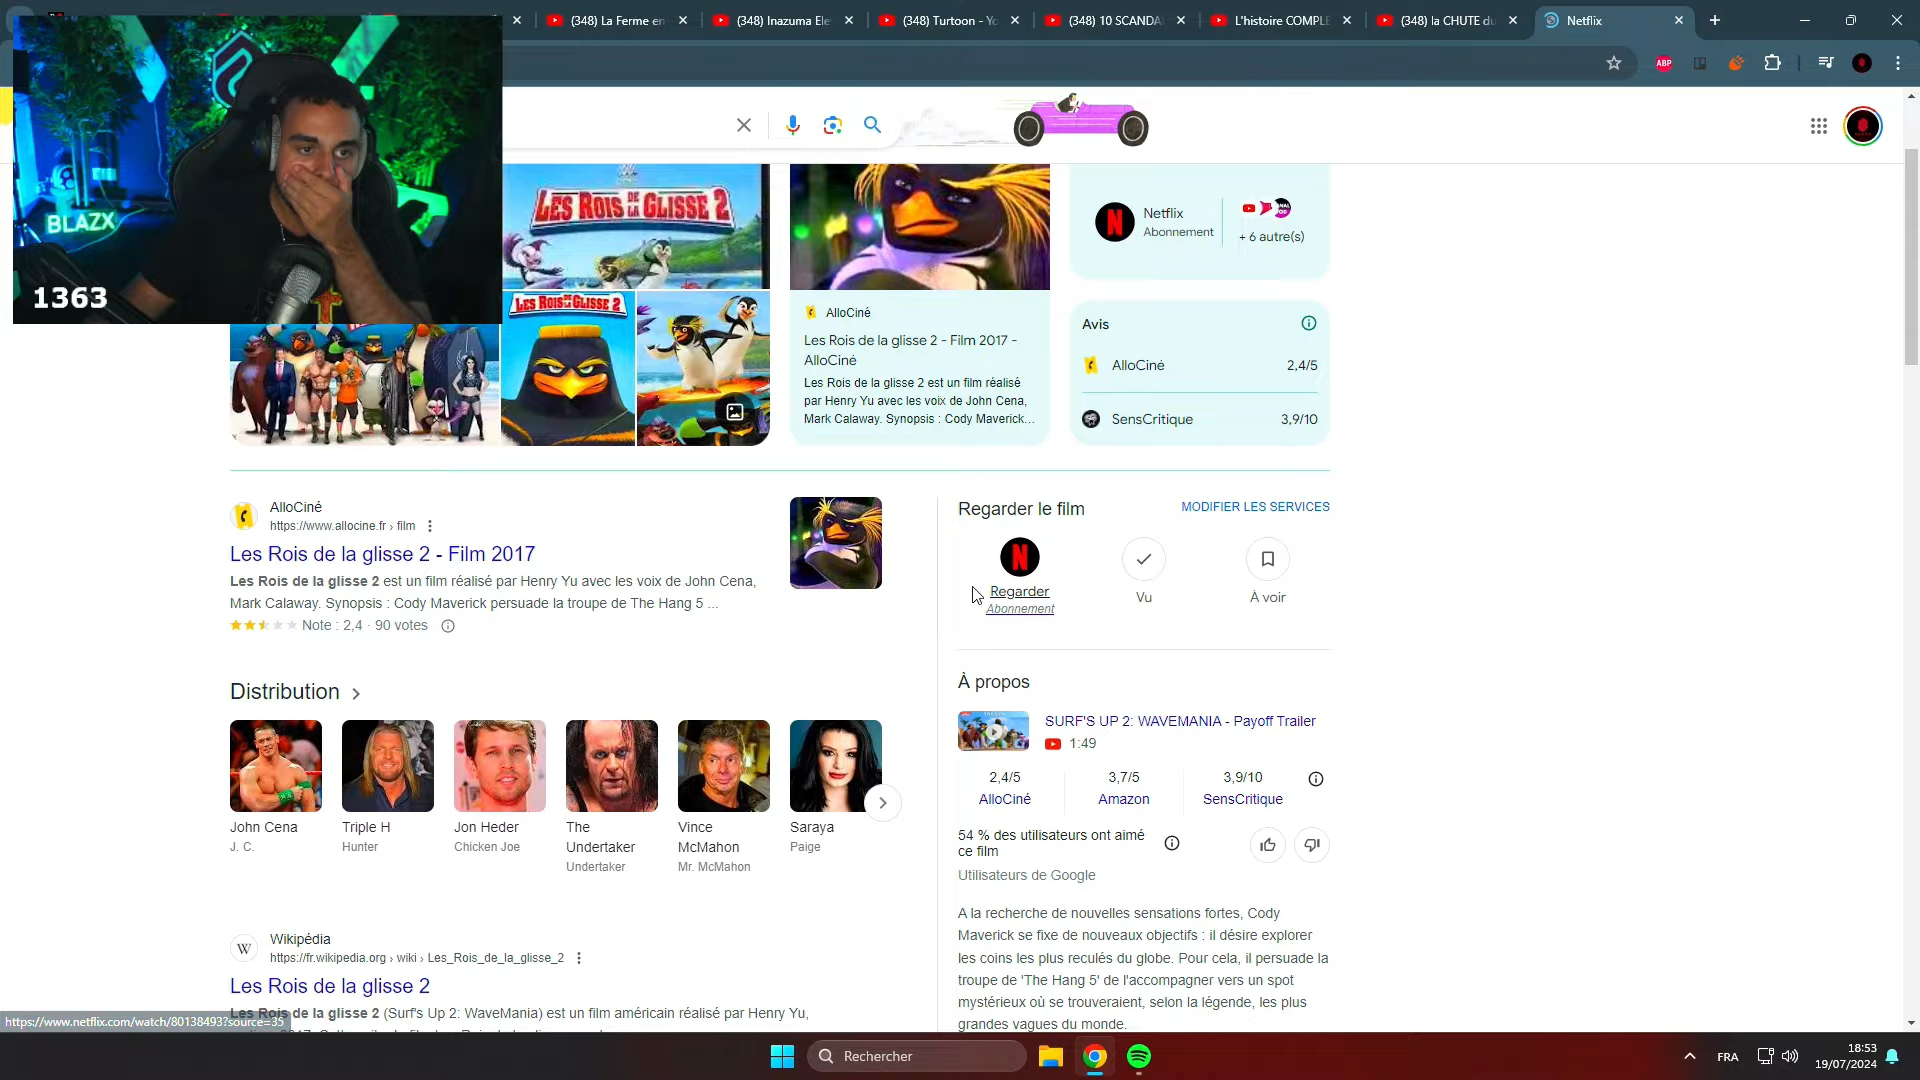 (348) La Ferme en
(348) Inazuma Ele
(348) Turtoon - Yo
(348) 10 SCANDA
L'histoire COMPLE
(348) la CHUTE du
Netflix
ABP
BLAZX
1363
LES ROIS DE LA GLISSE 2
LES ROIS DE LA GLISSE 2
AlloCiné
Les Rois de la glisse 2 - Film 2017 -
AlloCiné
Les Rois de la glisse 2 est un film réalisé
par Henry Yu avec les voix de John Cena,
Mark Calaway. Synopsis : Cody Maverick...
Netflix
Abonnement
+ 6 autre(s)
Avis
AlloCiné 2,4/5
SensCritique 3,9/10
AlloCiné
https://www.allocine.fr › film
Les Rois de la glisse 2 - Film 2017
Les Rois de la glisse 2 est un film réalisé par Henry Yu avec les voix de John Cena,
Mark Calaway. Synopsis : Cody Maverick persuade la troupe de The Hang 5 ...
Note : 2,4 · 90 votes
Distribution
John Cena
J. C.
Triple H
Hunter
Jon Heder
Chicken Joe
The
Undertaker
Undertaker
Vince
McMahon
Mr. McMahon
Saraya
Paige
W
Wikipédia
https://fr.wikipedia.org › wiki › Les_Rois_de_la_glisse_2
Les Rois de la glisse 2
Les Rois de la glisse 2 (Surf's Up 2: WaveMania) est un film américain réalisé par Henry Yu,
Regarder le film
MODIFIER LES SERVICES
N
Regarder
Abonnement
Vu
À voir
À propos
SURF'S UP 2: WAVEMANIA - Payoff Trailer
1:49
2,4/5
AlloCiné
3,7/5
Amazon
3,9/10
SensCritique
54 % des utilisateurs ont aimé
ce film
Utilisateurs de Google
A la recherche de nouvelles sensations fortes, Cody
Maverick se fixe de nouveaux objectifs : il désire explorer
les coins les plus reculés du globe. Pour cela, il persuade la
troupe de 'The Hang 5' de l'accompagner vers un spot
mystérieux où se trouveraient, selon la légende, les plus
grandes vagues du monde.
https://www.netflix.com/watch/80138493?source=35
Rechercher
FRA
18:53
19/07/2024